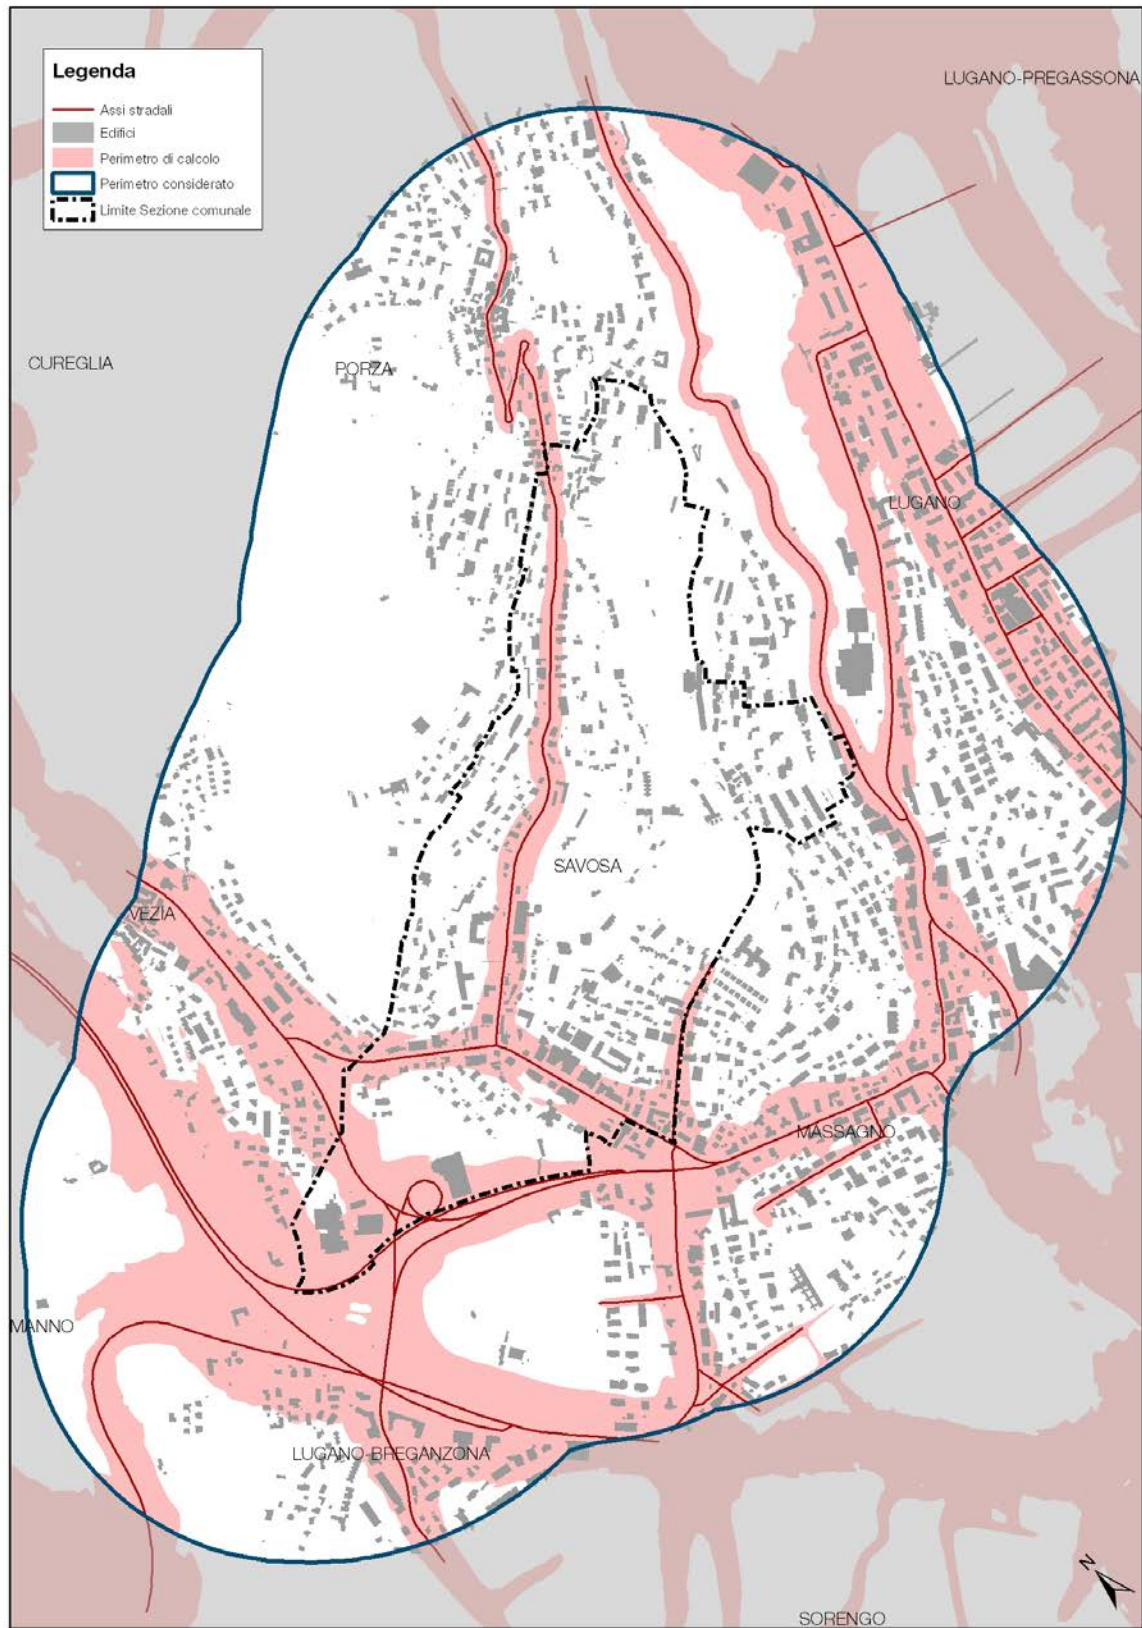 Legenda
Assi stradali
Edifici
Perimetro di calcolo
Perimetro considerato
Limite Sezione comunale
LUGANO-PREGASSONA
CUREGLIA
PORZA
LUGANO
SAVOSA
VEZIA
MASSAGNO
MANNO
LUGANO-BREGANZONA
N
SORENGO